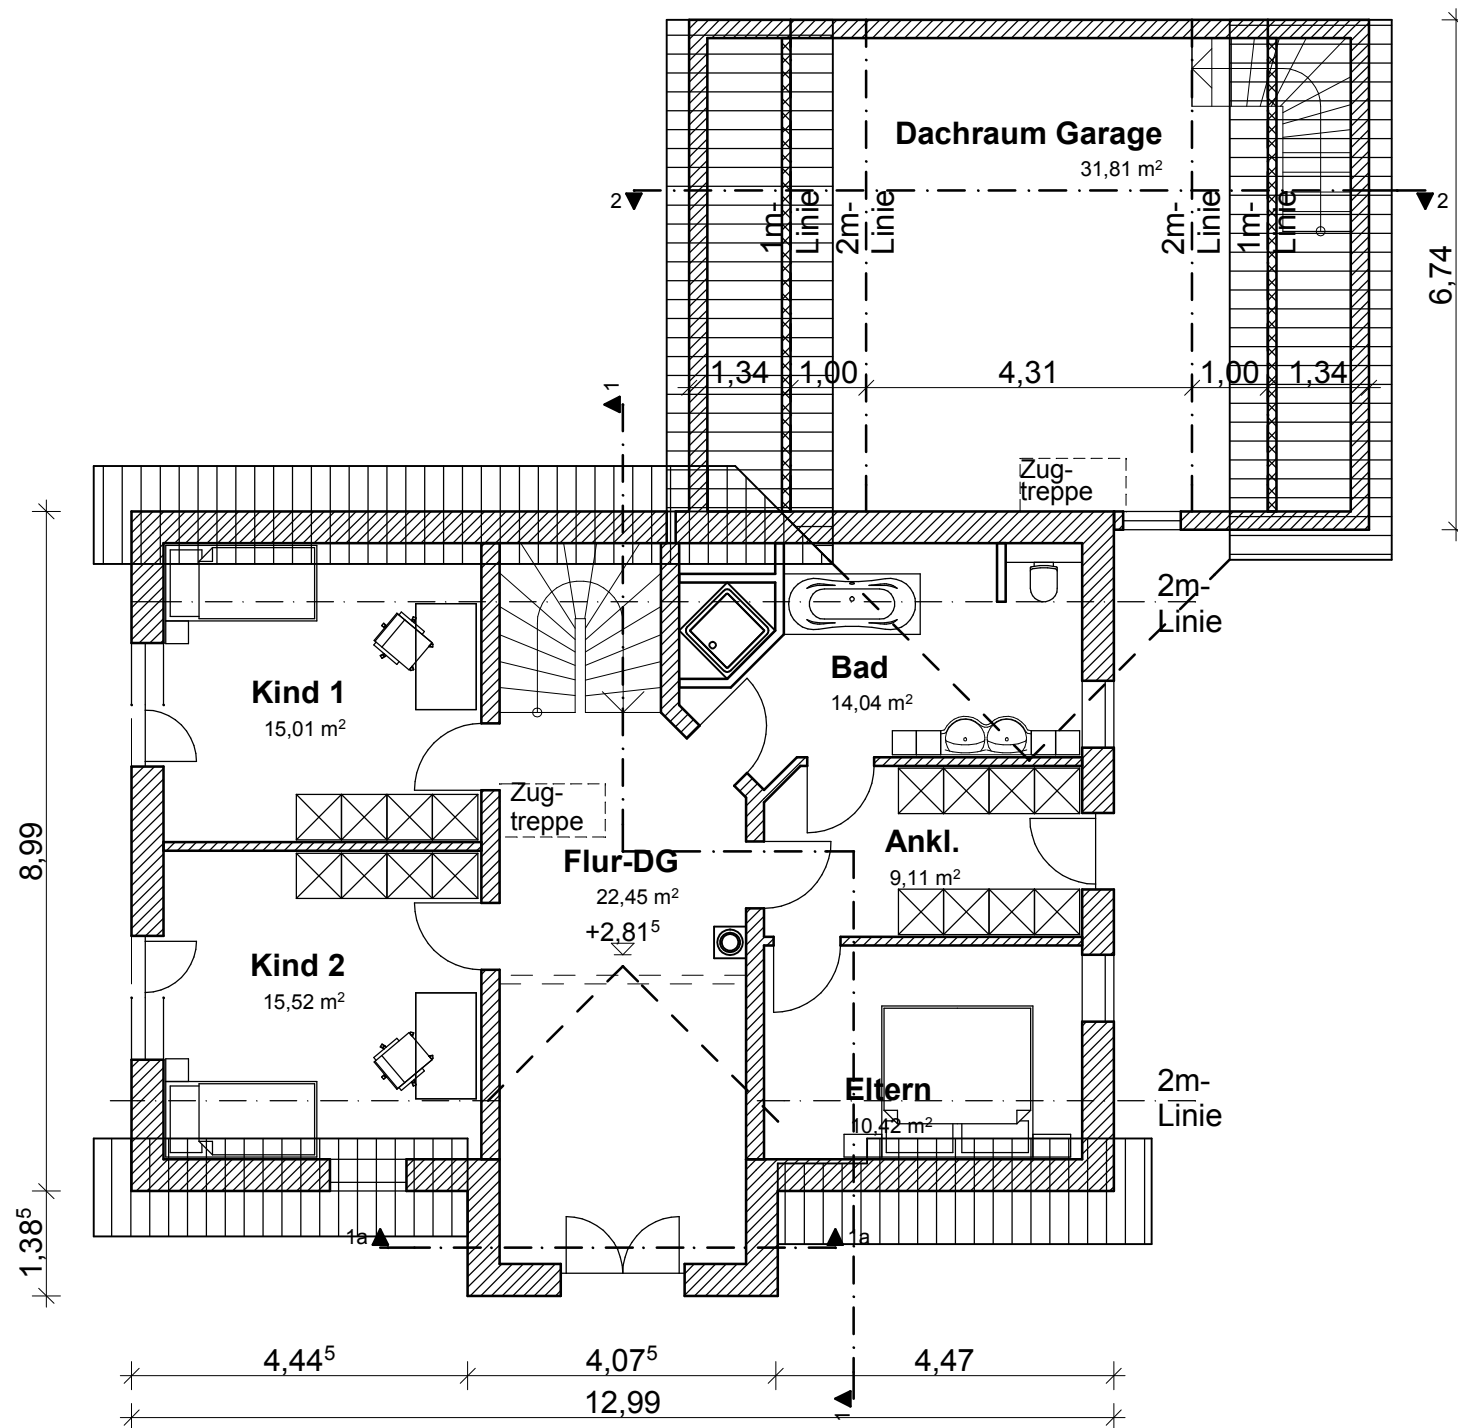 Dachraum Garage
31,81 m²
2
2
1m-
Linie
2m-
Linie
2m-
Linie
1m-
Linie
6,74
1,34
1,00
4,31
1,00
1,34
1
Zug-
treppe
2m-
Linie
Kind 1
15,01 m²
Bad
14,04 m²
Zug-
treppe
Flur-DG
22,45 m²
+2,81⁵
Ankl.
9,11 m²
8,99
Kind 2
15,52 m²
Eltern
10,42 m²
2m-
Linie
1,38⁵
1a
1a
4,44⁵
4,07⁵
4,47
12,99
1